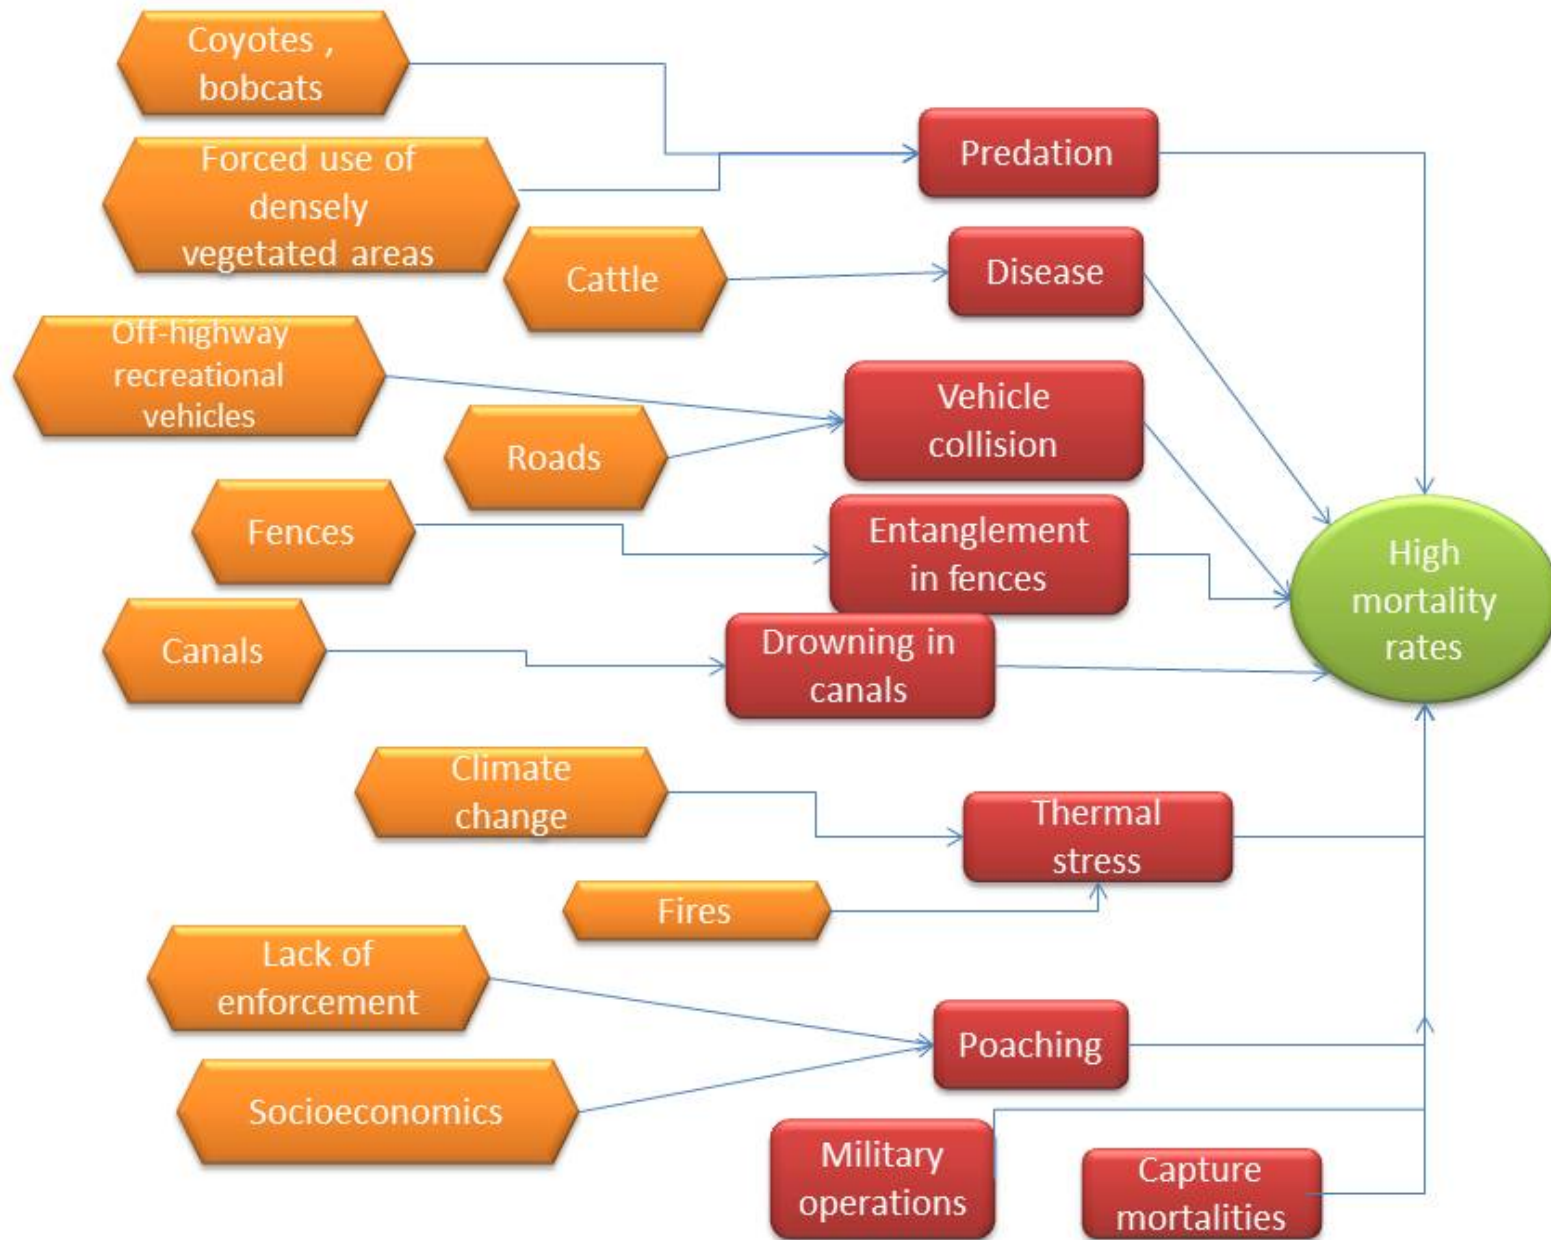 Coyotes ,
bobcats
Predation
Forced use of
densely
vegetated areas
Cattle
Disease
Off-highway
recreational
vehicles
Vehicle
collision
Roads
Fences
Entanglement
in fences
High
mortality
rates
Canals
Drowning in
canals
Climate
change
Thermal
stress
Fires
Lack of
enforcement
Poaching
Socioeconomics
Military
operations
Capture
mortalities